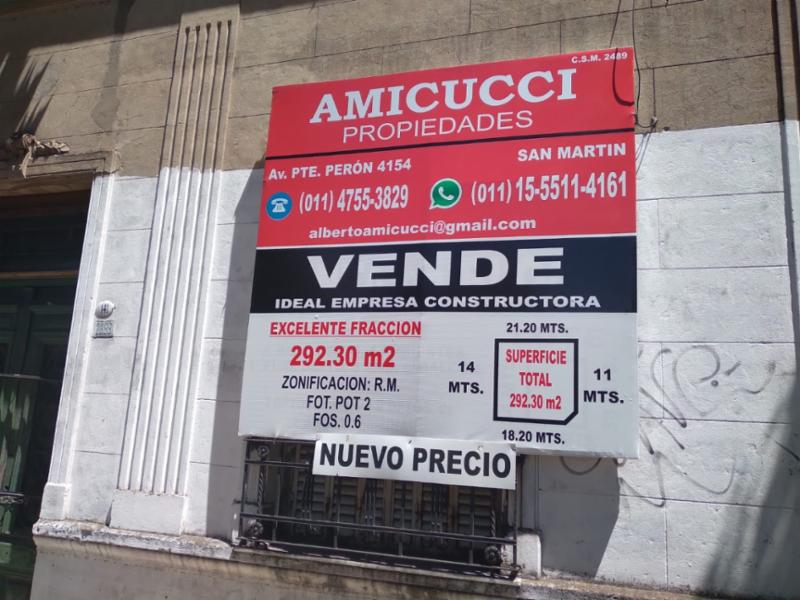 C.S.M. 2489
AMICUCCI
PROPIEDADES
Av. PTE. PERÓN 4154
SAN MARTIN
(011) 4755-3829
(011) 15-5511-4161
albertoamicucci@gmail.com
VENDE
IDEAL EMPRESA CONSTRUCTORA
EXCELENTE FRACCION
292.30 m2
ZONIFICACION: R.M.
FOT. POT 2
FOS. 0.6
21.20 MTS.
14
MTS.
SUPERFICIE
TOTAL
292.30 m2
11
MTS.
18.20 MTS.
NUEVO PRECIO